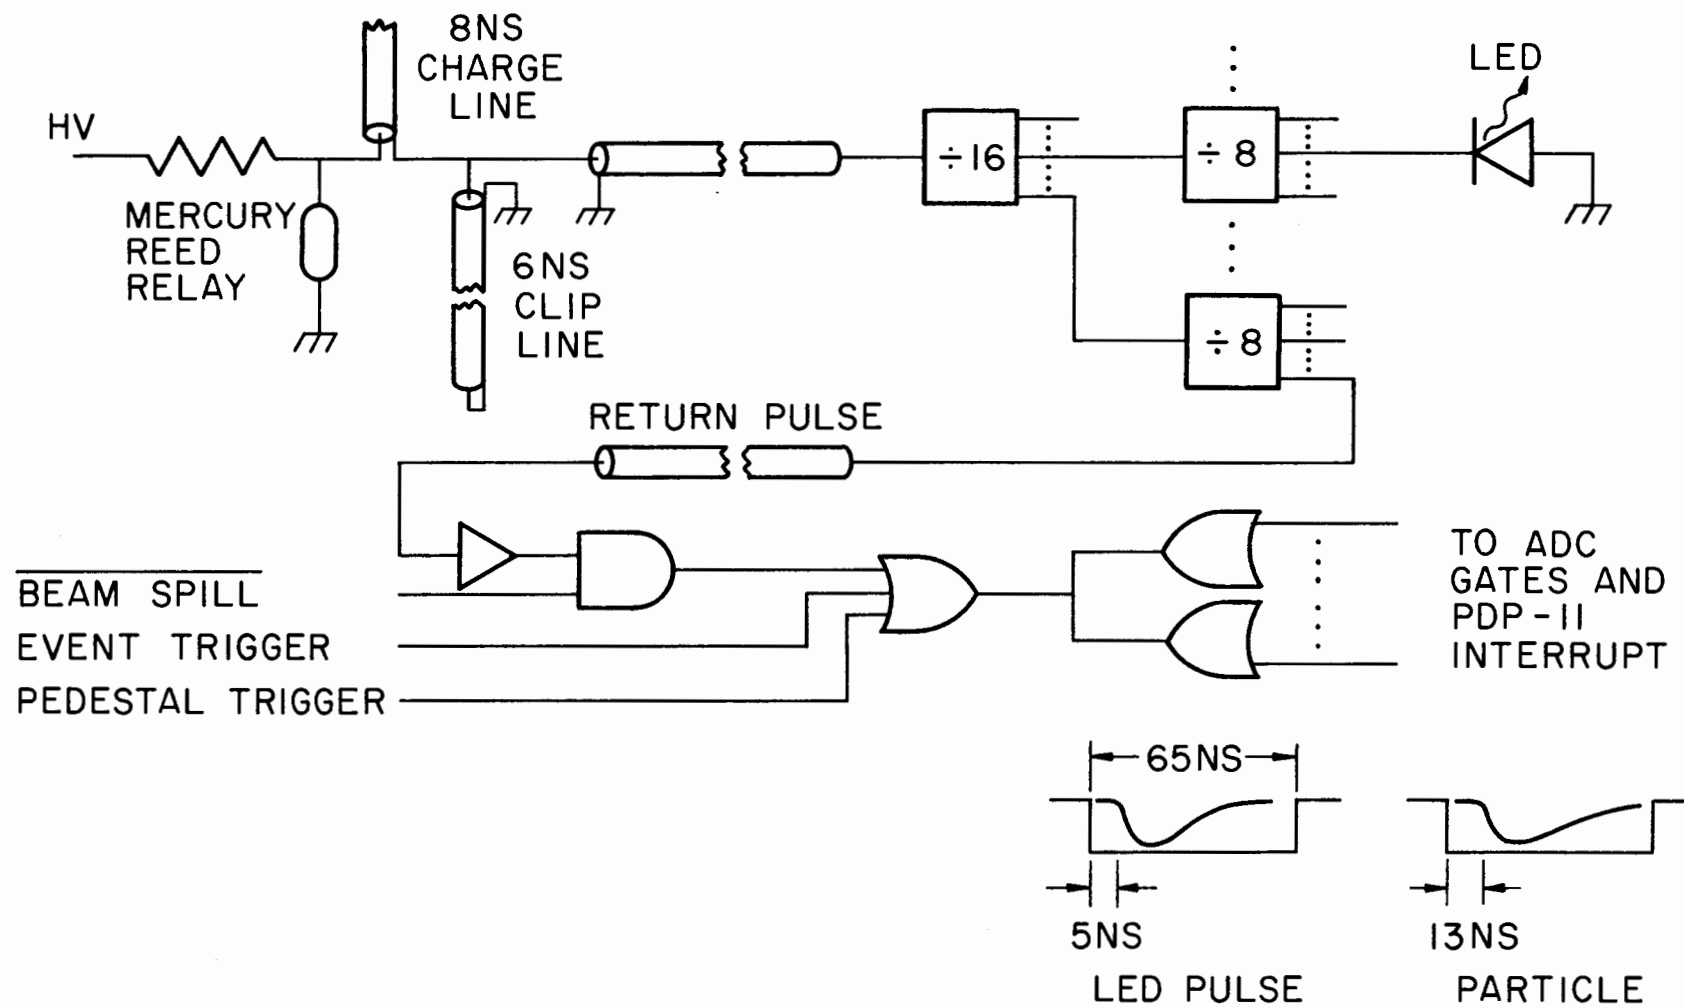 8NS
CHARGE
LINE
LED
HV
÷ 16
÷ 8
MERCURY
REED
RELAY
6NS
CLIP
LINE
÷ 8
RETURN PULSE
BEAM SPILL
EVENT TRIGGER
PEDESTAL TRIGGER
TO ADC
GATES AND
PDP-11
INTERRUPT
65NS
5NS
13NS
LED PULSE
PARTICLE